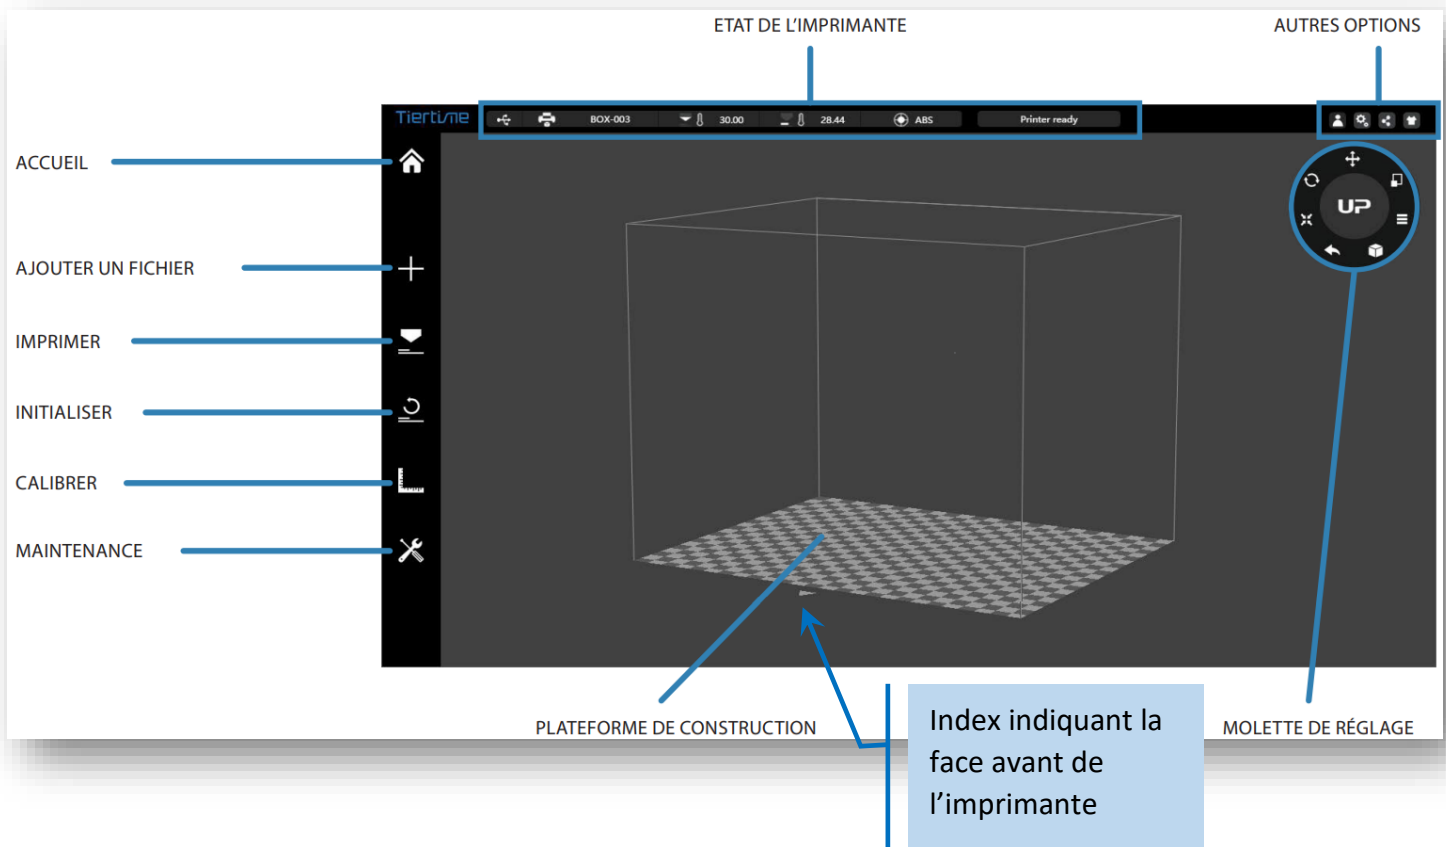 ETAT DE L’IMPRIMANTE
AUTRES OPTIONS
Tiertime
BOX-003
30.00
28.44
ABS
Printer ready
ACCUEIL
UP
AJOUTER UN FICHIER
IMPRIMER
INITIALISER
CALIBRER
MAINTENANCE
PLATEFORME DE CONSTRUCTION
Index indiquant la
face avant de
l’imprimante
MOLETTE DE RÉGLAGE